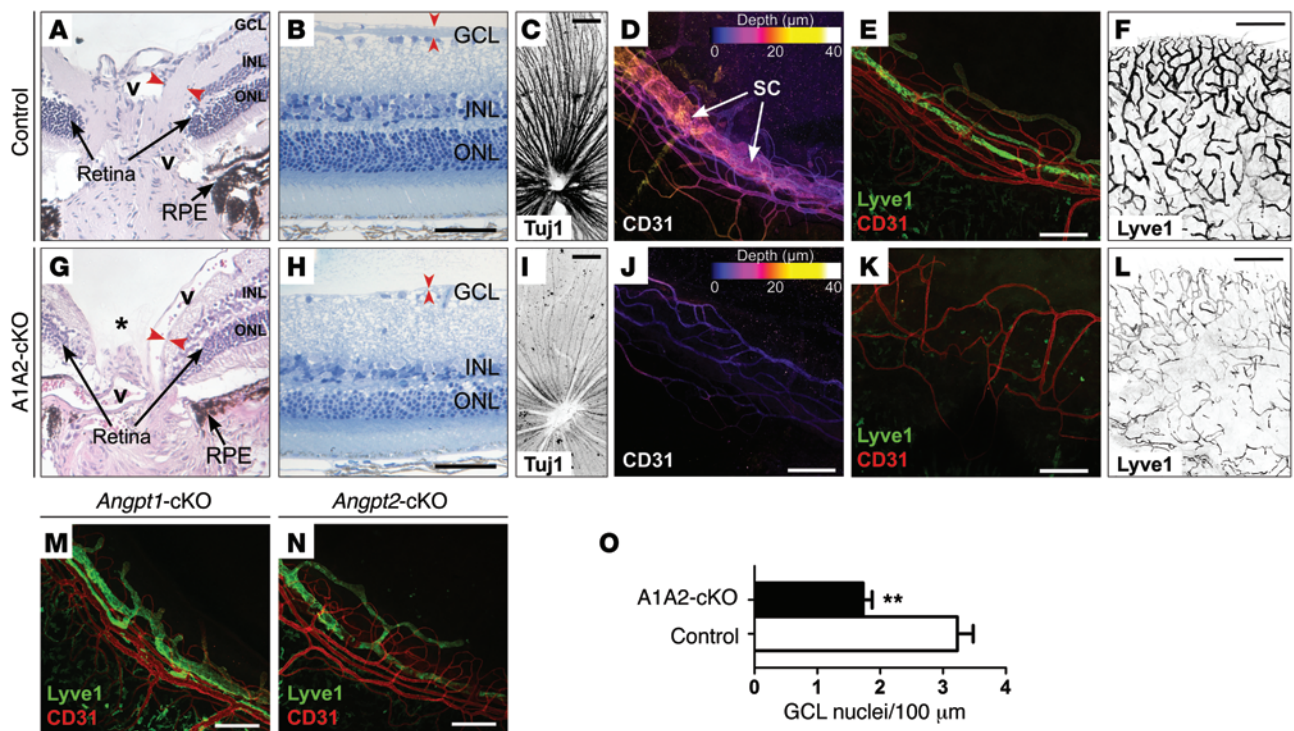 Control
A
GCL
INL
ONL
v
v
Retina
RPE
B
GCL
INL
ONL
C
Tuj1
D
Depth (µm)
0 20 40
SC
CD31
E
Lyve1
CD31
F
Lyve1
A1A2-cKO
G
v
INL
ONL
*
v
Retina
RPE
H
GCL
INL
ONL
I
Tuj1
J
Depth (µm)
0 20 40
CD31
K
Lyve1
CD31
L
Lyve1
Angpt1-cKO
M
Lyve1
CD31
Angpt2-cKO
N
Lyve1
CD31
O
A1A2-cKO
**
Control
0 1 2 3 4
GCL nuclei/100 µm